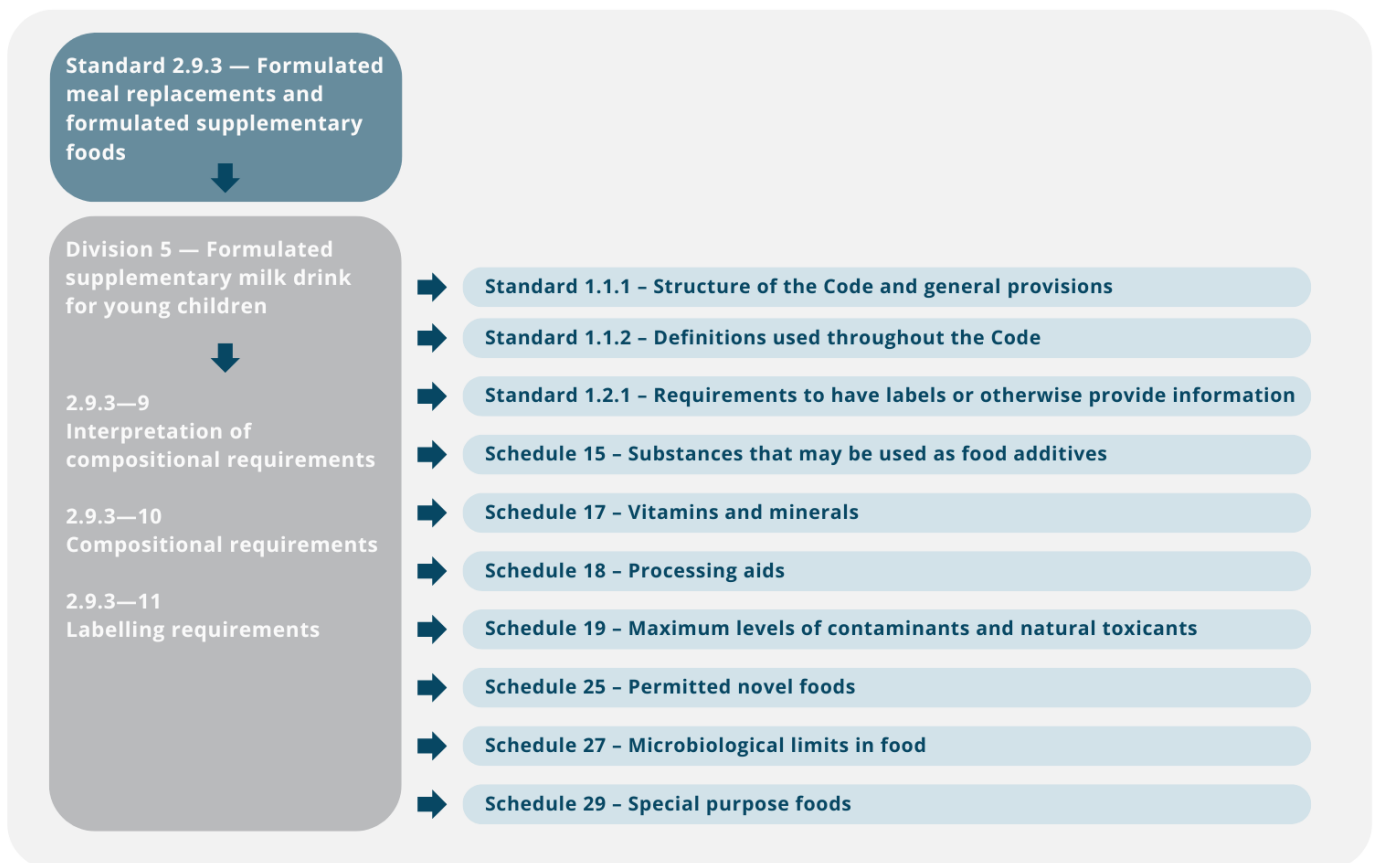 Standard 2.9.3 — Formulated
meal replacements and
formulated supplementary
foods
Division 5 — Formulated
supplementary milk drink
for young children
2.9.3—9
Interpretation of
compositional requirements
2.9.3—10
Compositional requirements
2.9.3—11
Labelling requirements
Standard 1.1.1 – Structure of the Code and general provisions
Standard 1.1.2 – Definitions used throughout the Code
Standard 1.2.1 – Requirements to have labels or otherwise provide information
Schedule 15 – Substances that may be used as food additives
Schedule 17 – Vitamins and minerals
Schedule 18 – Processing aids
Schedule 19 – Maximum levels of contaminants and natural toxicants
Schedule 25 – Permitted novel foods
Schedule 27 – Microbiological limits in food
Schedule 29 – Special purpose foods